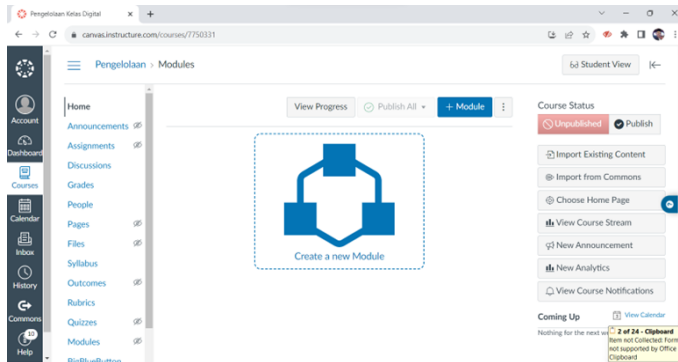 Pengelolaan Kelas Digital
canvas.instructure.com/courses/7750331
Pengelolaan › Modules
Student View
Account
Dashboard
Courses
Calendar
Inbox
History
Commons
10
Help
Home
Announcements
Assignments
Discussions
Grades
People
Pages
Files
Syllabus
Outcomes
Rubrics
Quizzes
Modules
BigBlueButton
View Progress
Publish All
+ Module
Create a new Module
Course Status
Unpublished
Publish
Import Existing Content
Import from Commons
Choose Home Page
View Course Stream
New Announcement
New Analytics
View Course Notifications
Coming Up
View Calendar
Nothing for the next w
2 of 24 - Clipboard
Item not Collected: Form
not supported by Office
Clipboard